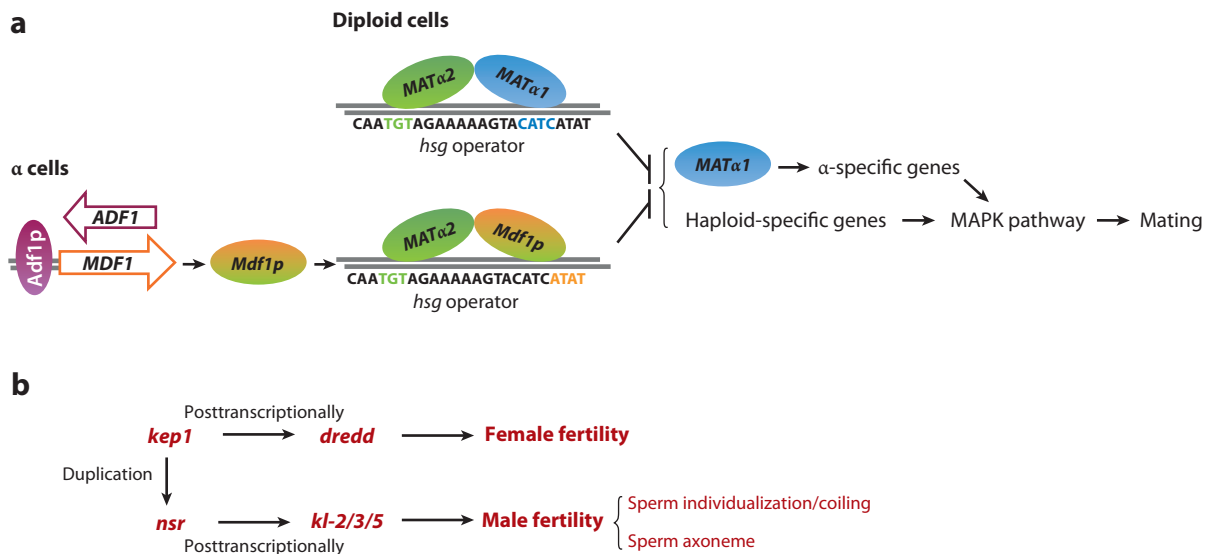 a
Diploid cells
MATα2
MATα1
CAATGTAGAAAAAGTACATCATAT
hsg operator
α cells
MATα1
α-specific genes
ADF1
Adf1p
MDF1
Mdf1p
MATα2
Mdf1p
CAATGTAGAAAAAGTACATCATAT
hsg operator
Haploid-specific genes
MAPK pathway
Mating
b
Posttranscriptionally
kep1
dredd
Female fertility
Duplication
nsr
kl-2/3/5
Male fertility
Sperm individualization/coiling
Sperm axoneme
Posttranscriptionally